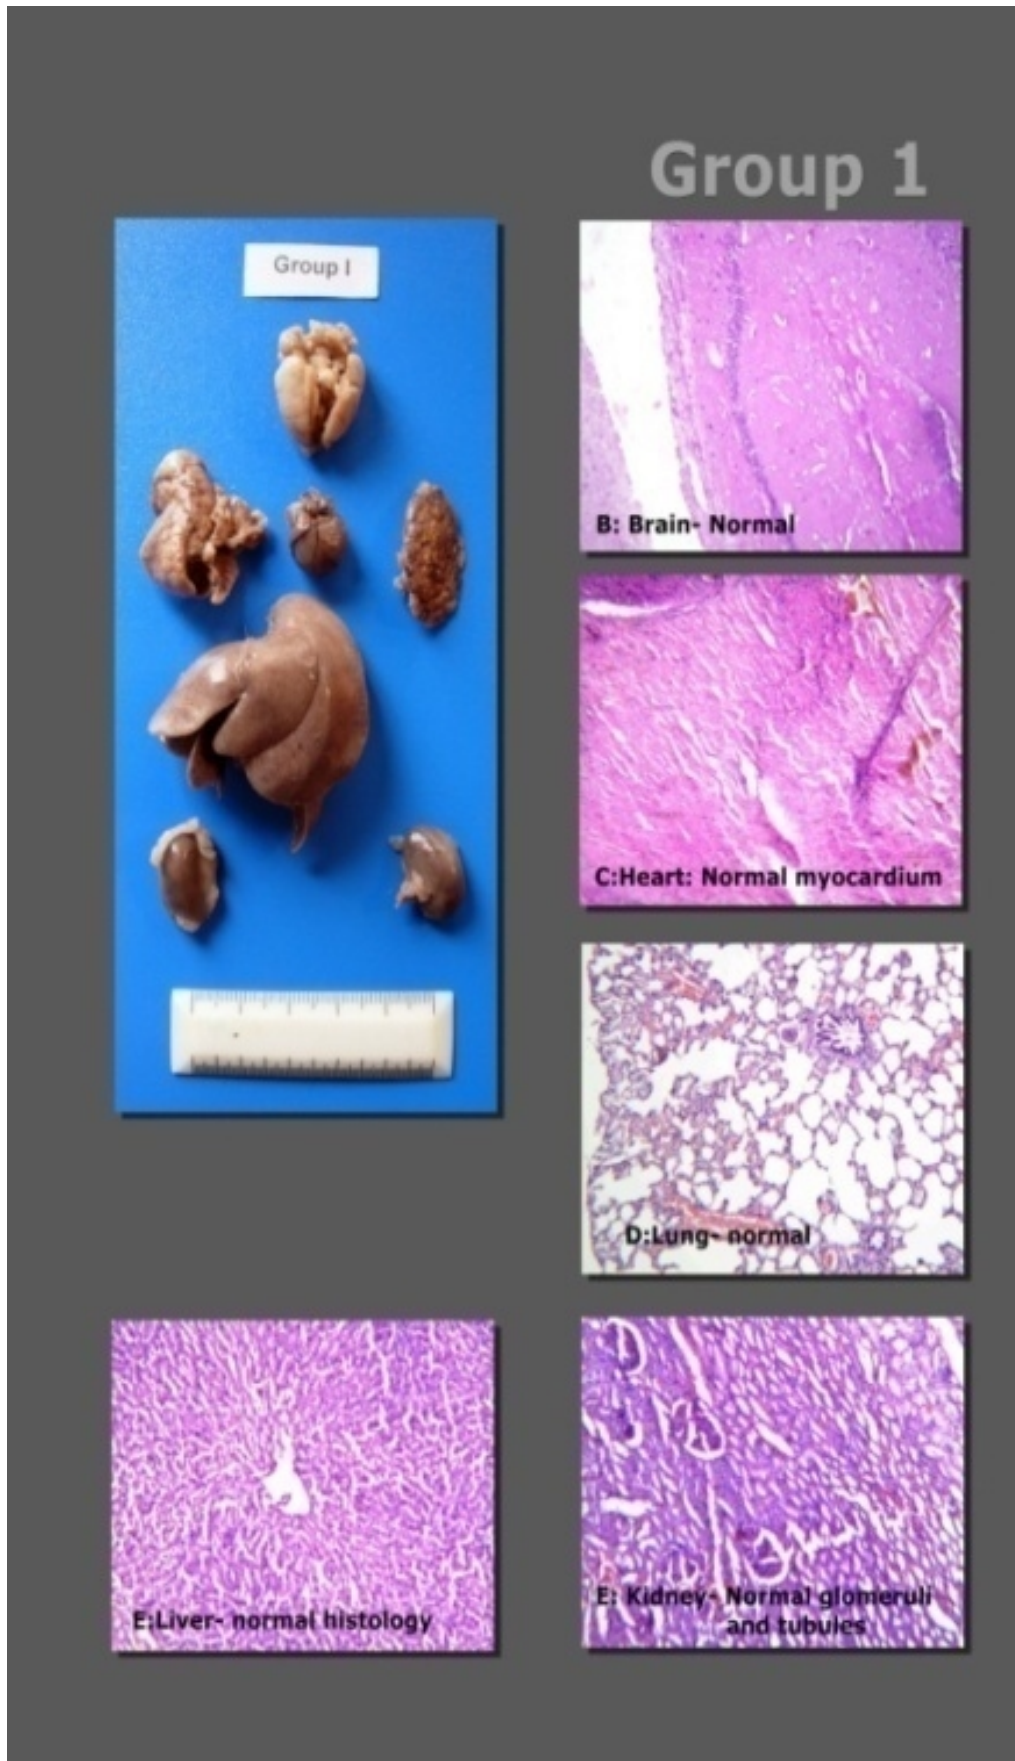 Group 1
Group I
B: Brain- Normal
C:Heart: Normal myocardium
D:Lung- normal
E:Liver- normal histology
E: Kidney- Normal glomeruli
and tubules